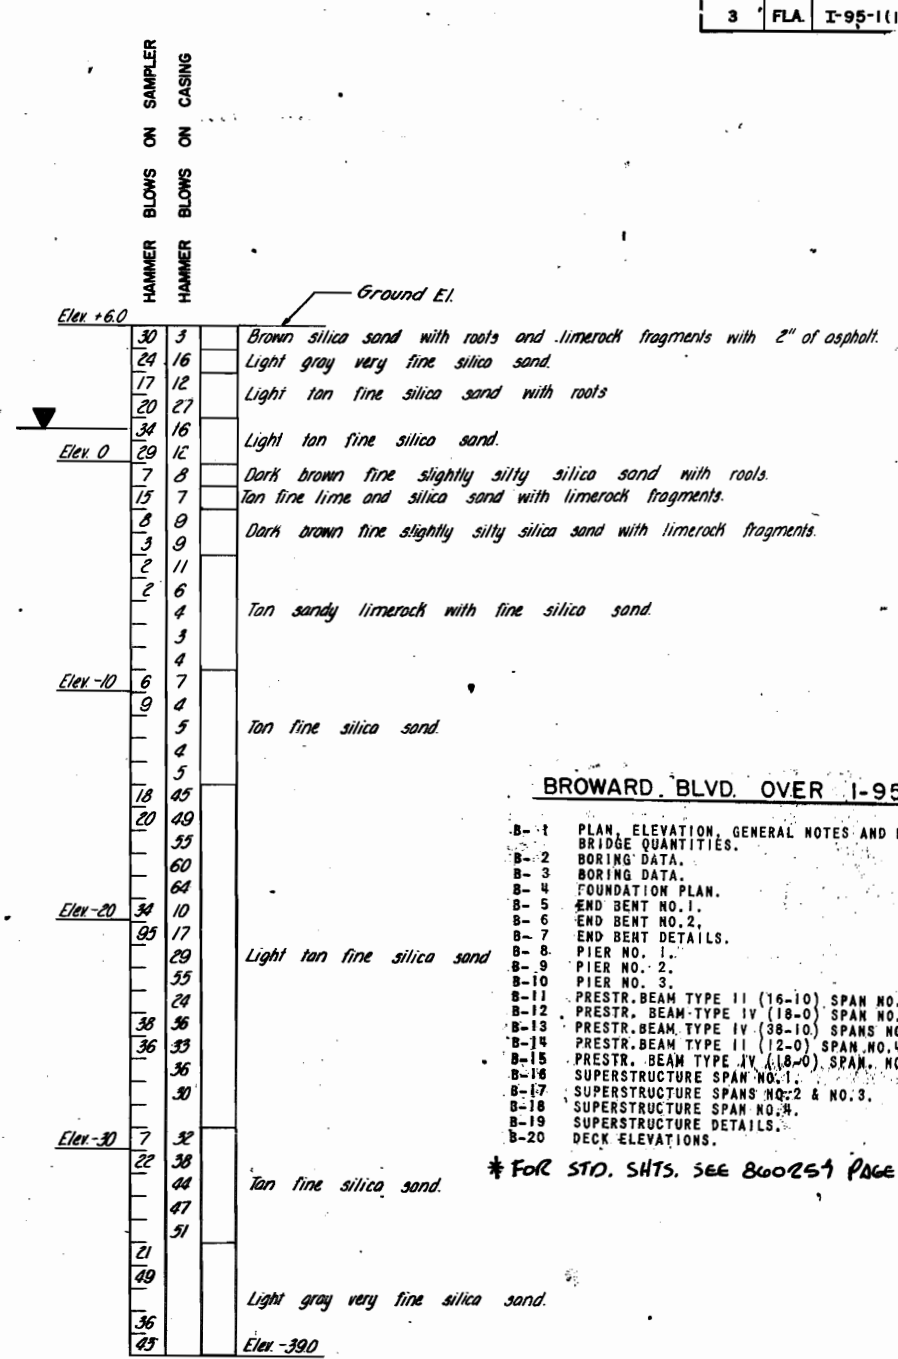 3 FLA. I-95-1(1
HAMMER BLOWS ON SAMPLER
HAMMER BLOWS ON CASING
Ground El.
Elev. +6.0
30 3 Brown silica sand with roots and limerock fragments with 2" of asphalt.
24 16 Light gray very fine silica sand.
17 12
Light tan fine silica sand with roots
20 27
34 16
Light tan fine silica sand.
Elev. 0 29 12
7 8 Dark brown fine slightly silty silica sand with roots.
15 7 Tan fine lime and silica sand with limerock fragments.
8 9
Dark brown fine slightly silty silica sand with limerock fragments.
3 9
2 11
2 6
4 Tan sandy limerock with fine silica sand.
3
4
Elev. -10 6 7
9 4
5 Tan fine silica sand.
4
5
18 45
20 49
55
60
64
Elev. -20 34 10
95 17
29 Light tan fine silica sand
55
24
38 36
36 33
36
30
Elev. -30 7 32
22 38
44 Tan fine silica sand.
47
51
21
49
Light gray very fine silica sand.
36
45 Elev. -39.0
BROWARD BLVD. OVER I-95
B- 1 PLAN, ELEVATION, GENERAL NOTES AND
BRIDGE QUANTITIES.
B- 2 BORING DATA.
B- 3 BORING DATA.
B- 4 FOUNDATION PLAN.
B- 5 END BENT NO.1.
B- 6 END BENT NO.2.
B- 7 END BENT DETAILS.
B- 8 PIER NO. 1.
B- 9 PIER NO. 2.
B-10 PIER NO. 3.
B-11 PRESTR.BEAM TYPE II (16-10) SPAN NO.
B-12 PRESTR. BEAM TYPE IV (18-0) SPAN NO.
B-13 PRESTR.BEAM TYPE IV (38-10) SPANS NO
B-14 PRESTR.BEAM TYPE II (12-0) SPAN NO.4
B-15 PRESTR. BEAM TYPE IV (18-0) SPAN. NO
B-16 SUPERSTRUCTURE SPAN NO.1.
B-17 SUPERSTRUCTURE SPANS NO.2 & NO.3.
B-18 SUPERSTRUCTURE SPAN NO.4.
B-19 SUPERSTRUCTURE DETAILS.
B-20 DECK ELEVATIONS.
* FOR STD. SHTS. SEE 8600259 PAGE